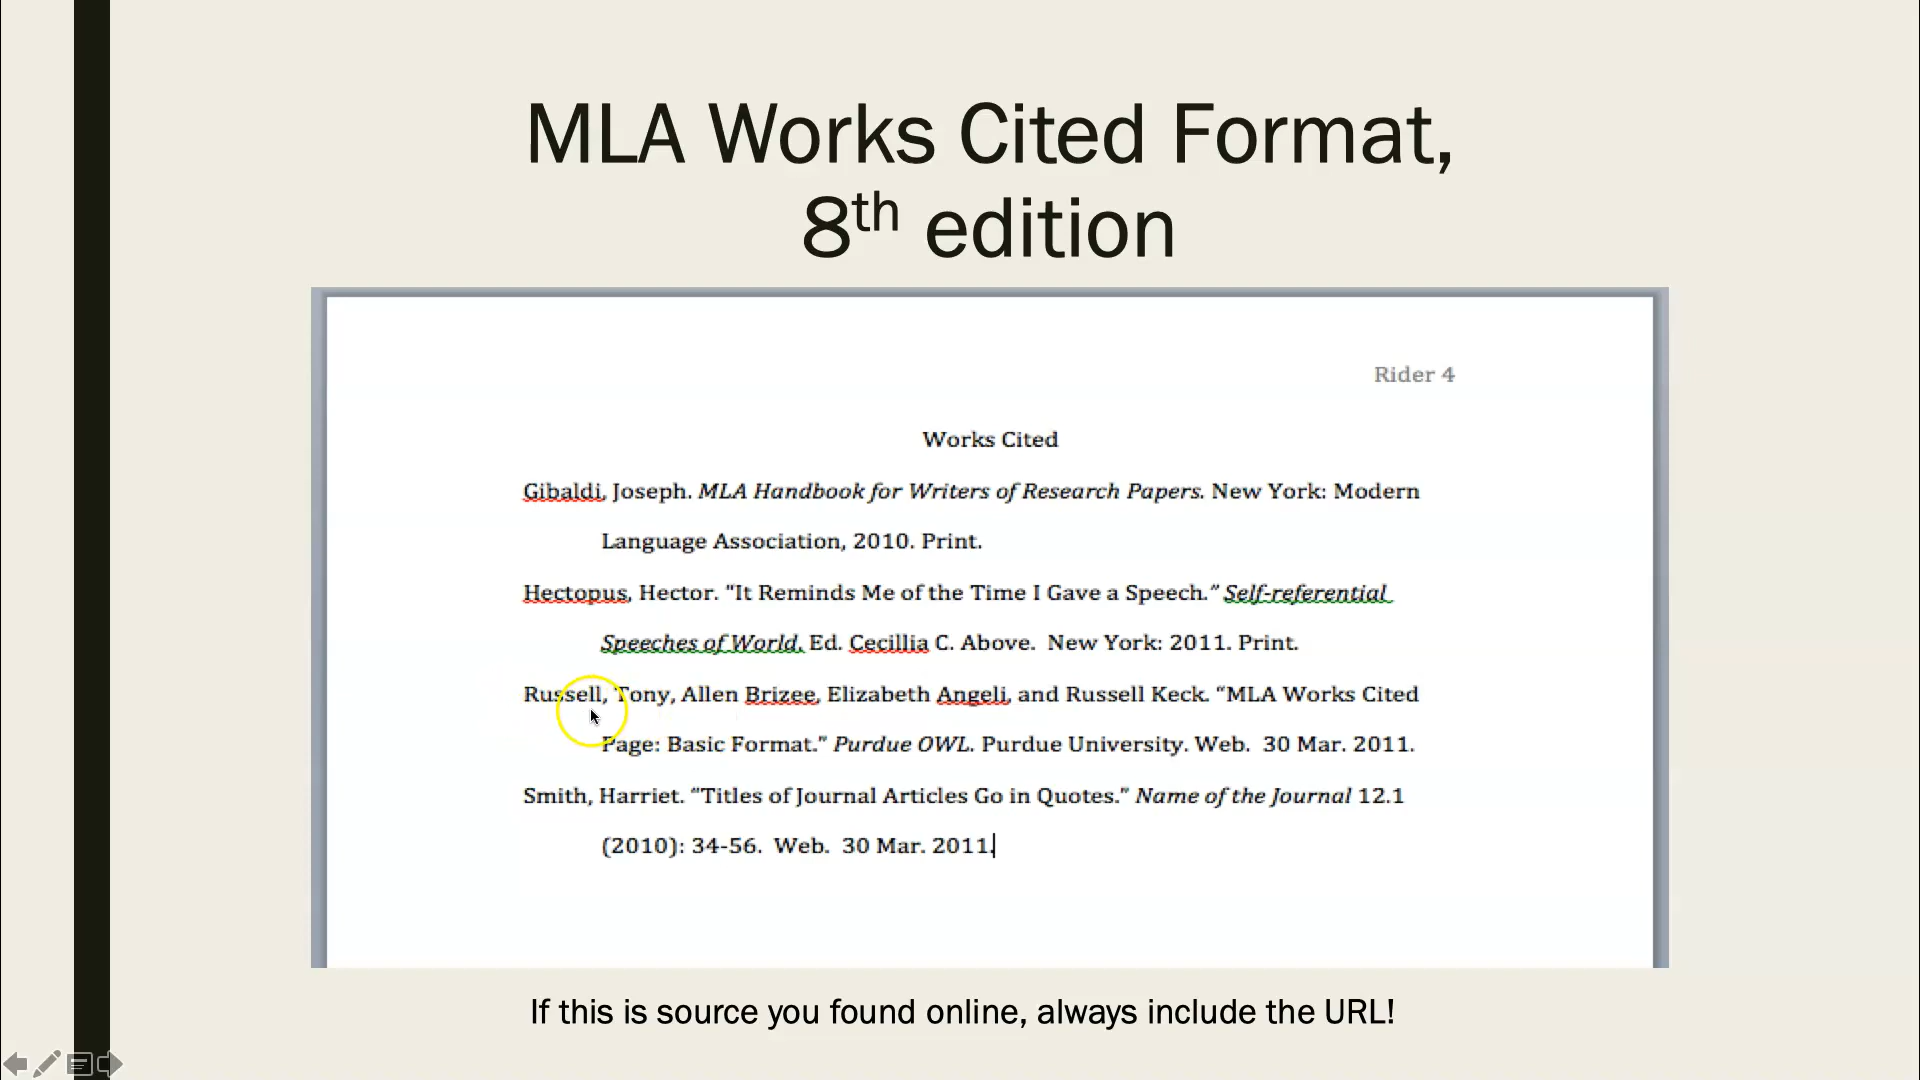 MLA Works Cited Format,
8th edition
Rider 4
Works Cited
Gibaldi, Joseph. MLA Handbook for Writers of Research Papers. New York: Modern
Language Association, 2010. Print.
Hectopus, Hector. “It Reminds Me of the Time I Gave a Speech.” Self-referential
Speeches of World, Ed. Cecillia C. Above.  New York: 2011. Print.
Russell, Tony, Allen Brizee, Elizabeth Angeli, and Russell Keck. “MLA Works Cited
Page: Basic Format.” Purdue OWL. Purdue University. Web.  30 Mar. 2011.
Smith, Harriet. “Titles of Journal Articles Go in Quotes.” Name of the Journal 12.1
(2010): 34-56.  Web.  30 Mar. 2011.
If this is source you found online, always include the URL!